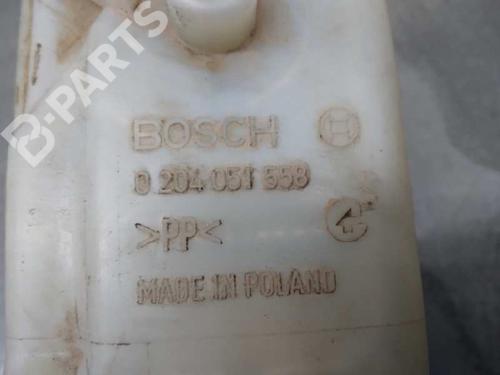 B-PARTS
BOSCH
0 204 051 558
>PP<
MADE IN POLAND